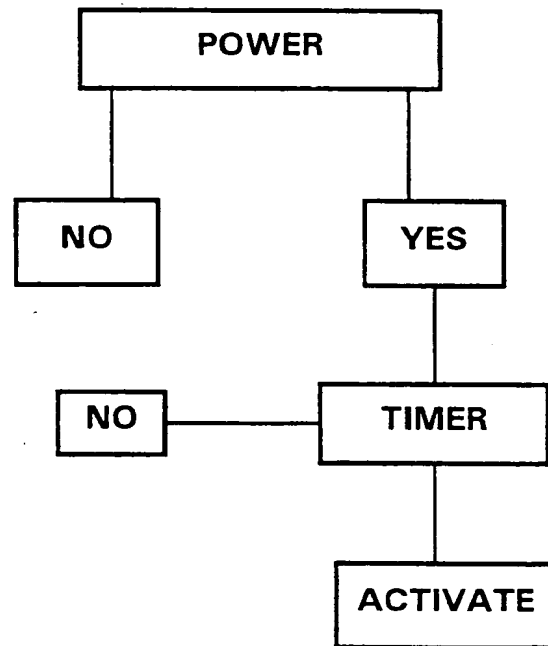 POWER
NO
YES
NO
TIMER
ACTIVATE